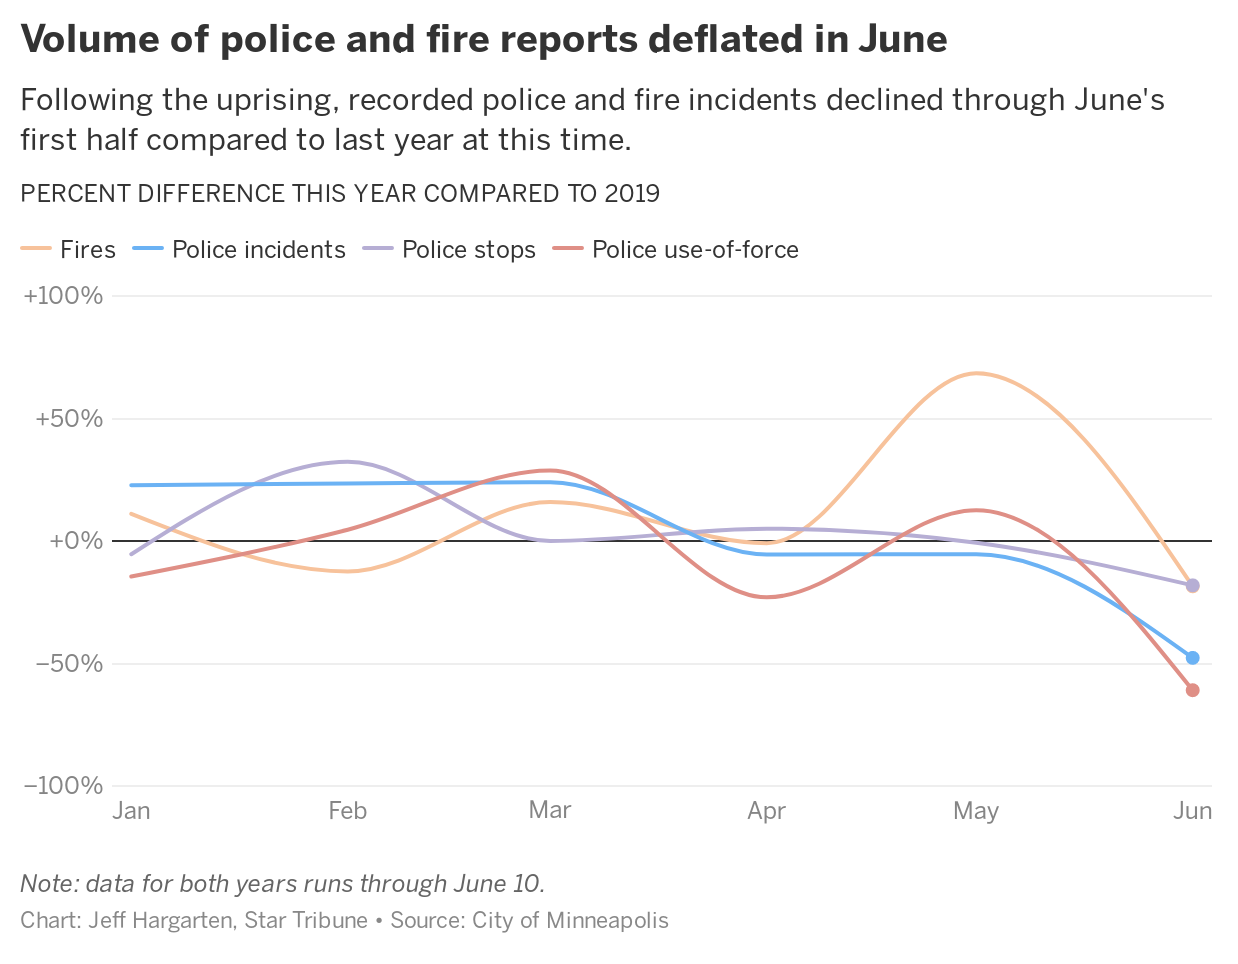 Volume of police and fire reports deflated in June
Following the uprising, recorded police and fire incidents declined through June's
first half compared to last year at this time.
PERCENT DIFFERENCE THIS YEAR COMPARED TO 2019
Fires Police incidents Police stops Police use-of-force
+100%
+50%
+0%
−50%
−100%
Jan Feb Mar Apr May Jun
Note: data for both years runs through June 10.
Chart: Jeff Hargarten, Star Tribune • Source: City of Minneapolis